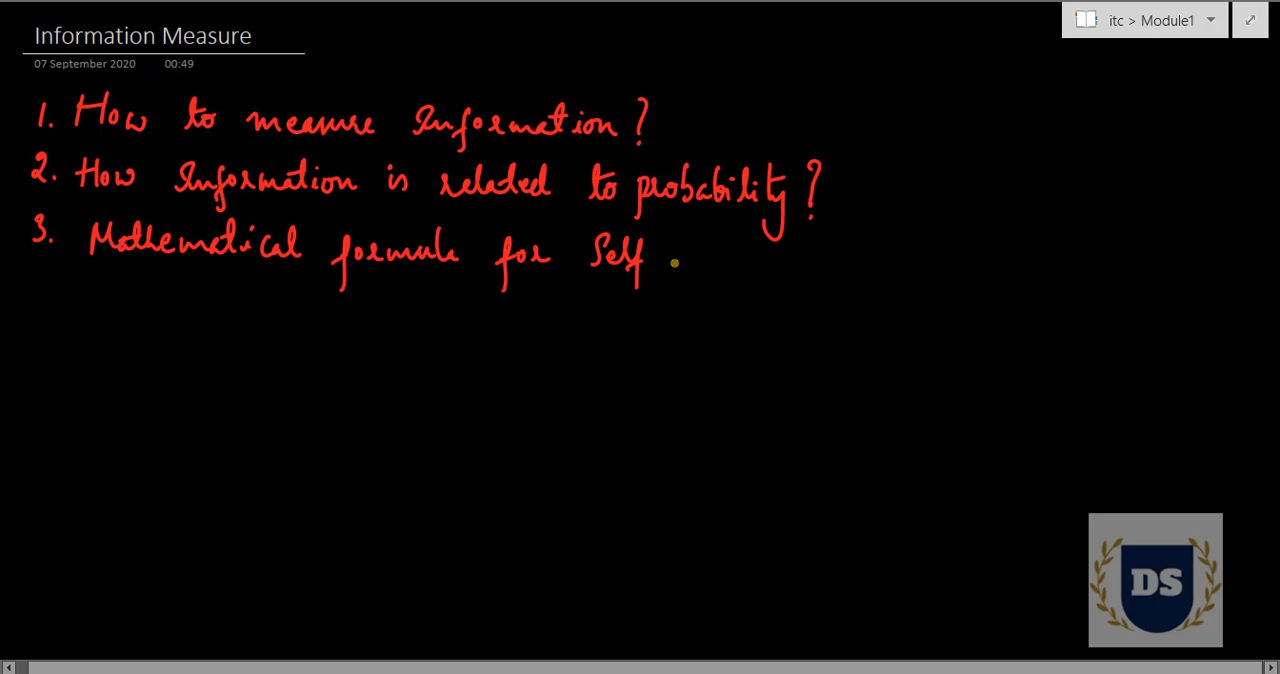 Information Measure
itc > Module1
07 September 2020 00:49
1. How to measure Information?
2. How Information is related to probability?
3. Mathematical formula for Self
DS